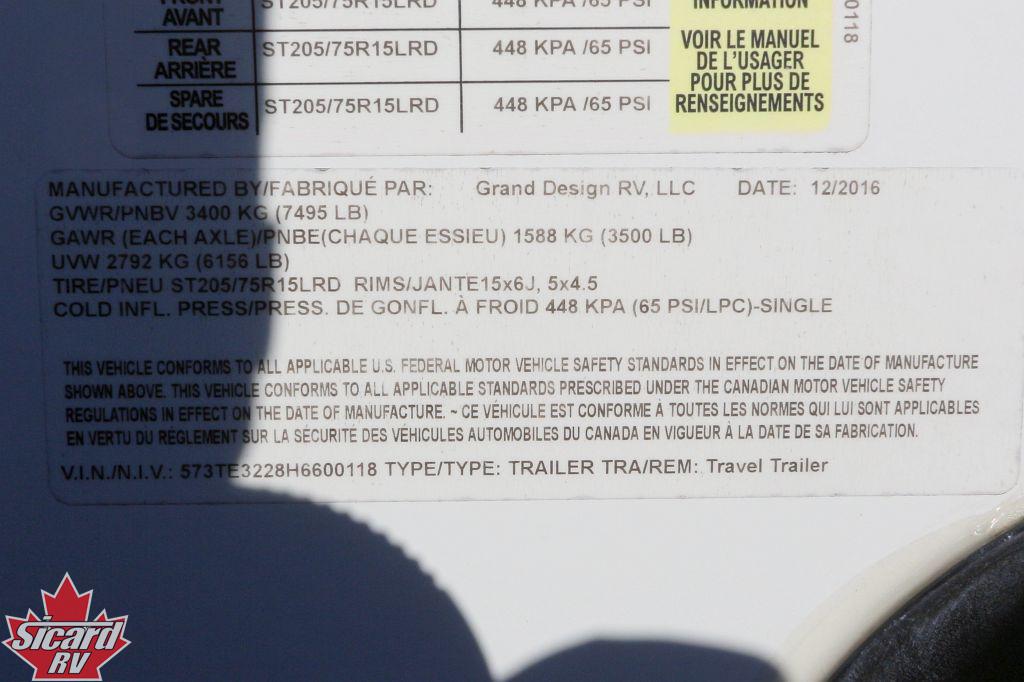 FRONT ST205/75R15LRD 448 KPA /65 PSI INFORMATION
AVANT
REAR ST205/75R15LRD 448 KPA /65 PSI VOIR LE MANUEL
ARRIÈRE DE L'USAGER
POUR PLUS DE
SPARE ST205/75R15LRD 448 KPA /65 PSI RENSEIGNEMENTS
DE SECOURS
0118
MANUFACTURED BY/FABRIQUÉ PAR: Grand Design RV, LLC DATE: 12/2016
GVWR/PNBV 3400 KG (7495 LB)
GAWR (EACH AXLE)/PNBE(CHAQUE ESSIEU) 1588 KG (3500 LB)
UVW 2792 KG (6156 LB)
TIRE/PNEU ST205/75R15LRD RIMS/JANTE15x6J, 5x4.5
COLD INFL. PRESS/PRESS. DE GONFL. À FROID 448 KPA (65 PSI/LPC)-SINGLE
THIS VEHICLE CONFORMS TO ALL APPLICABLE U.S. FEDERAL MOTOR VEHICLE SAFETY STANDARDS IN EFFECT ON THE DATE OF MANUFACTURE
SHOWN ABOVE. THIS VEHICLE CONFORMS TO ALL APPLICABLE STANDARDS PRESCRIBED UNDER THE CANADIAN MOTOR VEHICLE SAFETY
REGULATIONS IN EFFECT ON THE DATE OF MANUFACTURE. ~ CE VÉHICULE EST CONFORME À TOUTES LES NORMES QUI LUI SONT APPLICABLES
EN VERTU DU RÉGLEMENT SUR LA SÉCURITÉ DES VÉHICULES AUTOMOBILES DU CANADA EN VIGUEUR À LA DATE DE SA FABRICATION.
V.I.N./N.I.V.: 573TE3228H6600118 TYPE/TYPE: TRAILER TRA/REM: Travel Trailer
Sicard
RV